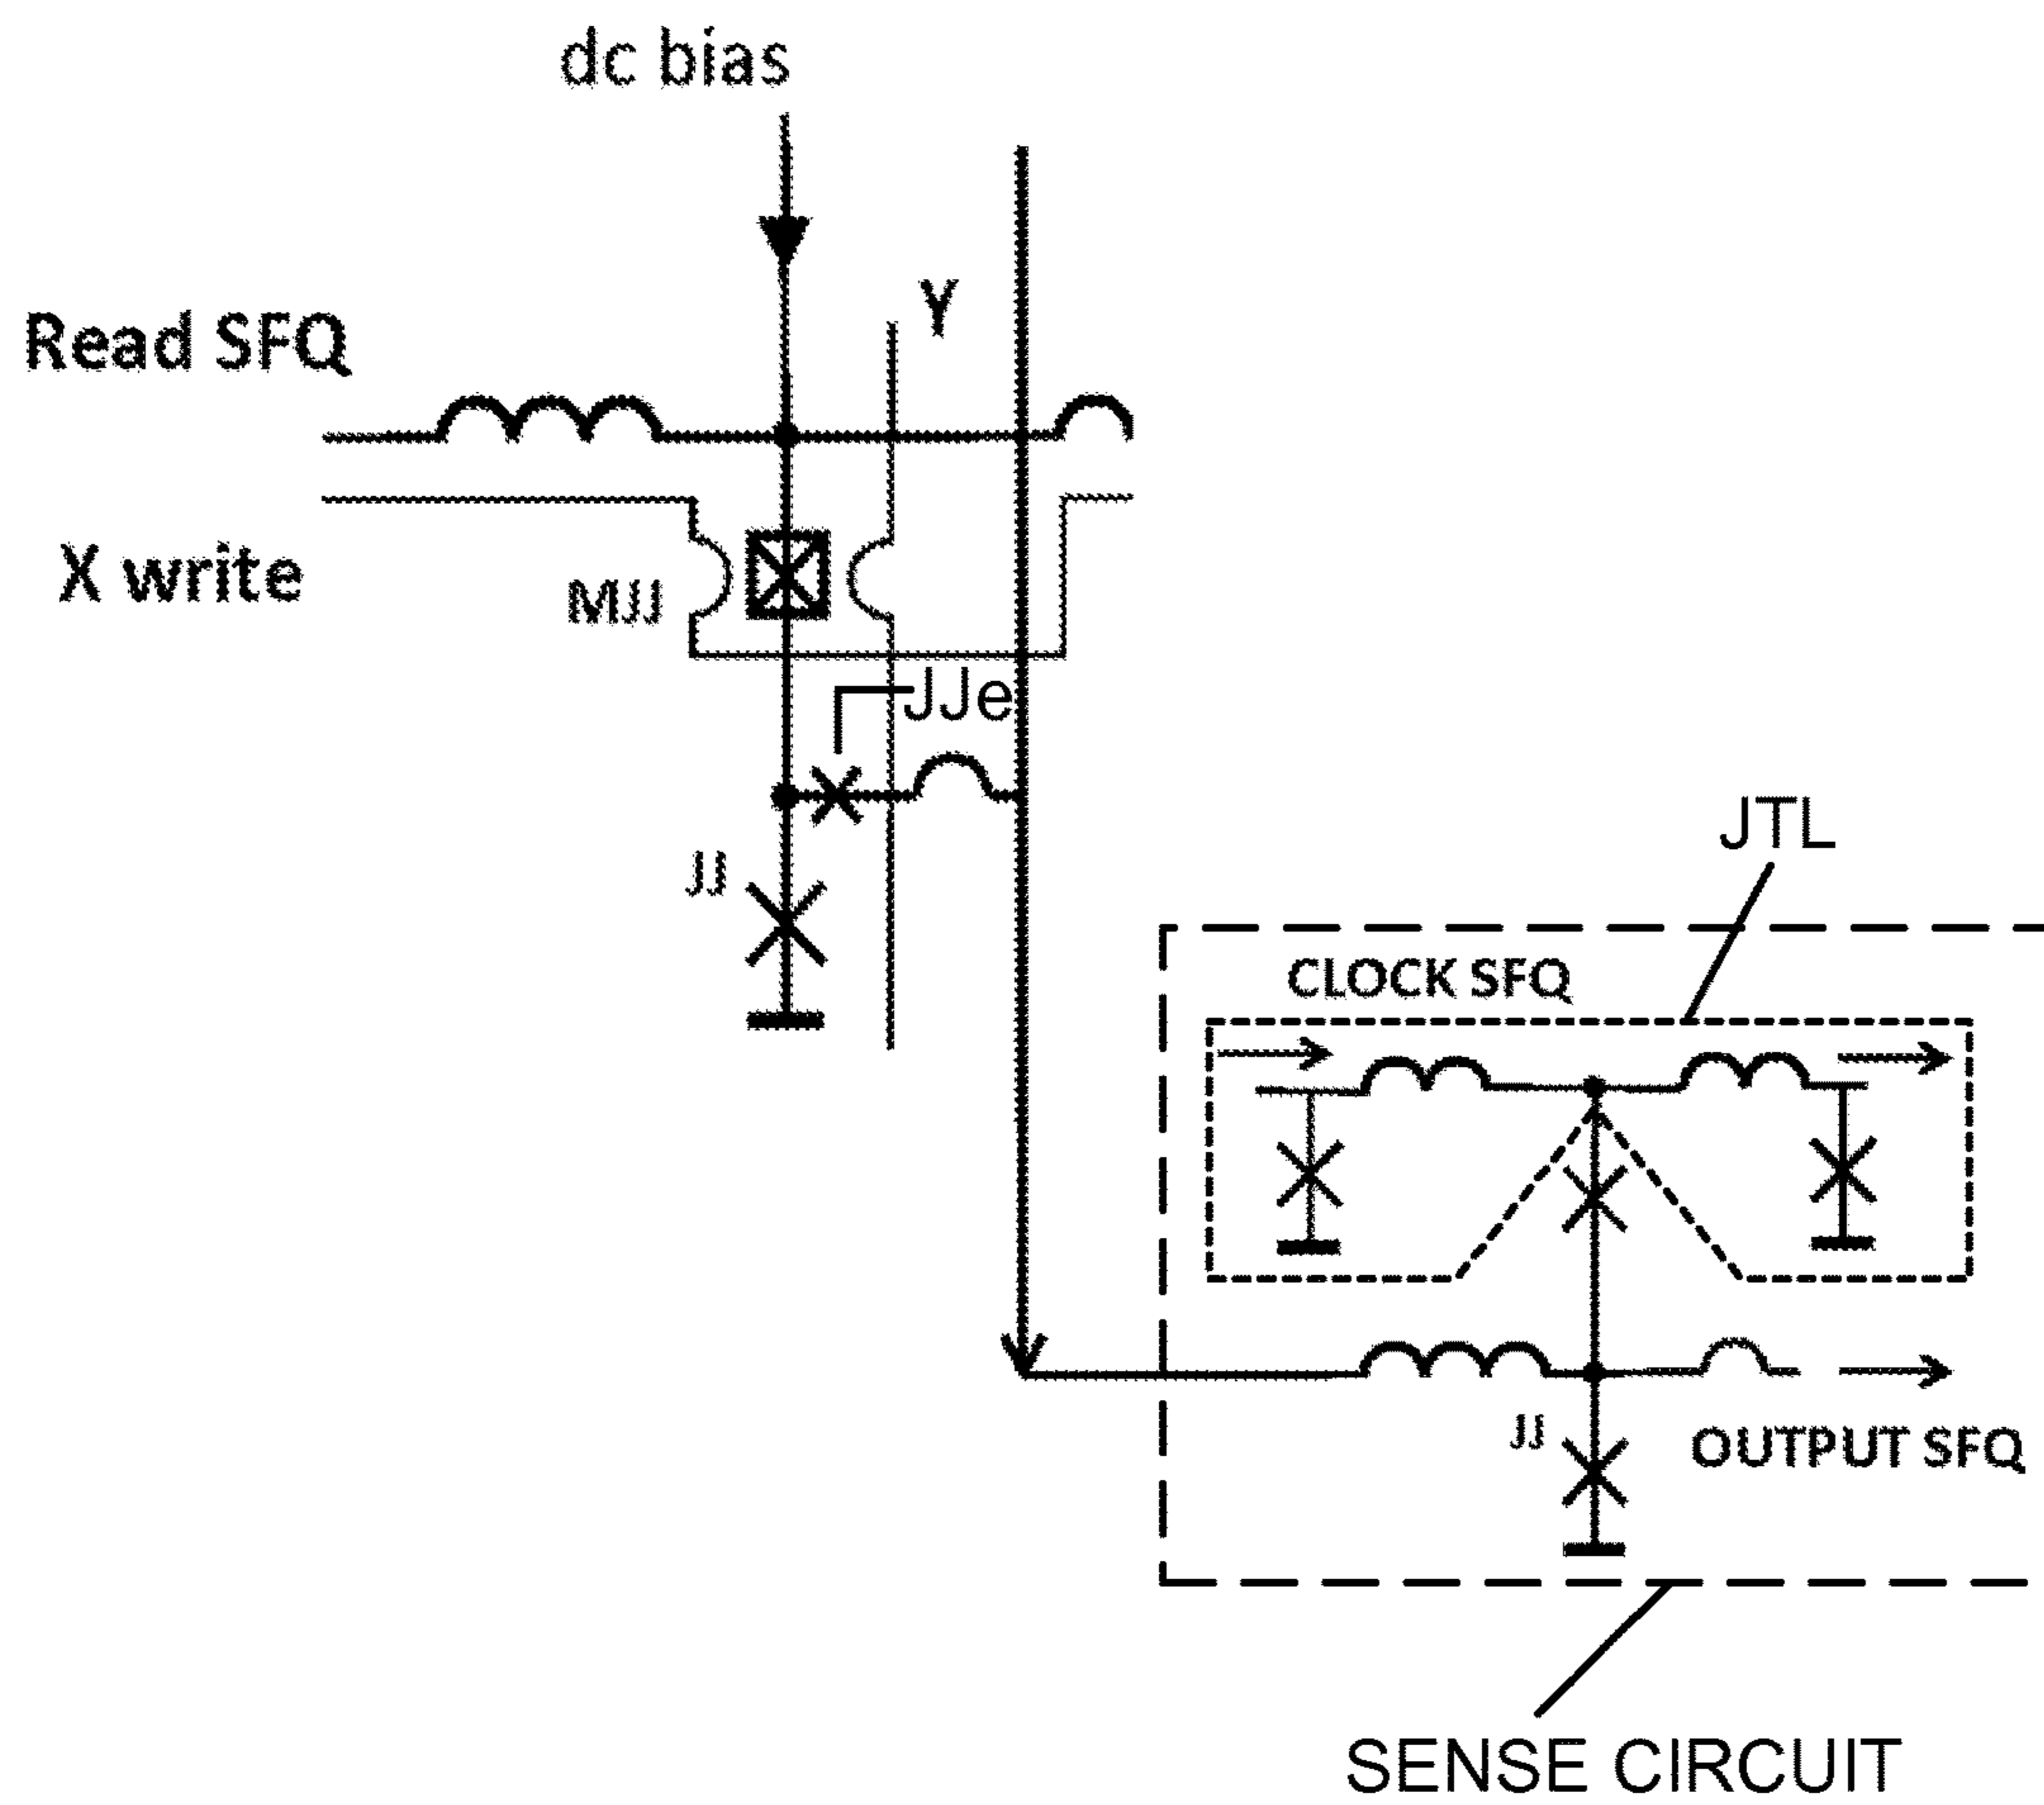 dc bias
Y
Read SFQ
X write
MJJ
JJe
JJ
JTL
CLOCK SFQ
JJ
OUTPUT SFQ
SENSE CIRCUIT